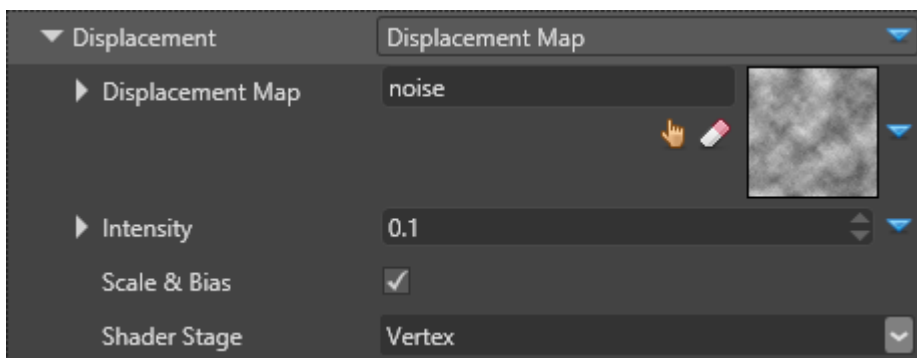 Displacement Displacement Map
Displacement Map noise
Intensity 0.1
Scale & Bias
Shader Stage Vertex